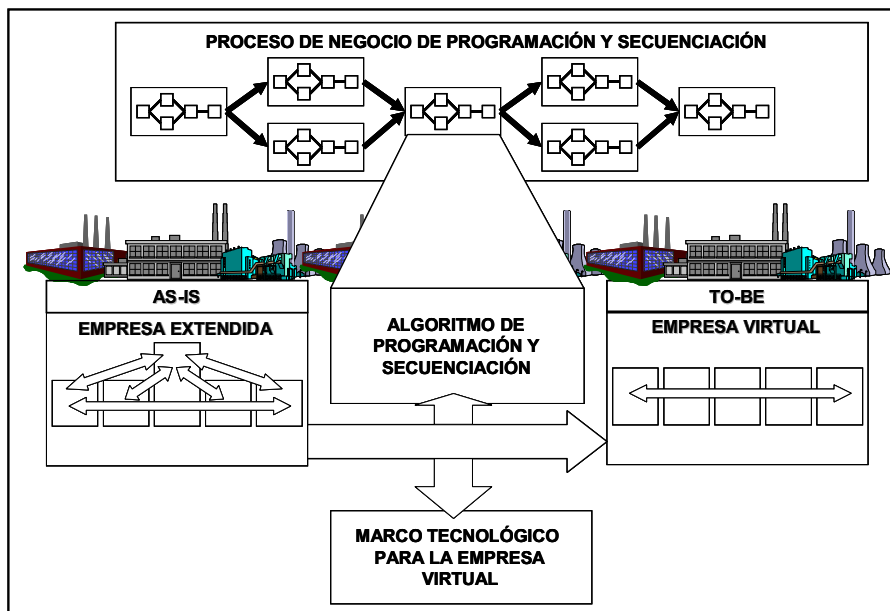 PROCESO DE NEGOCIO DE PROGRAMACIÓN Y SECUENCIACIÓN
AS-IS
EMPRESA EXTENDIDA
ALGORITMO DE
PROGRAMACIÓN Y
SECUENCIACIÓN
TO-BE
EMPRESA VIRTUAL
MARCO TECNOLÓGICO
PARA LA EMPRESA
VIRTUAL